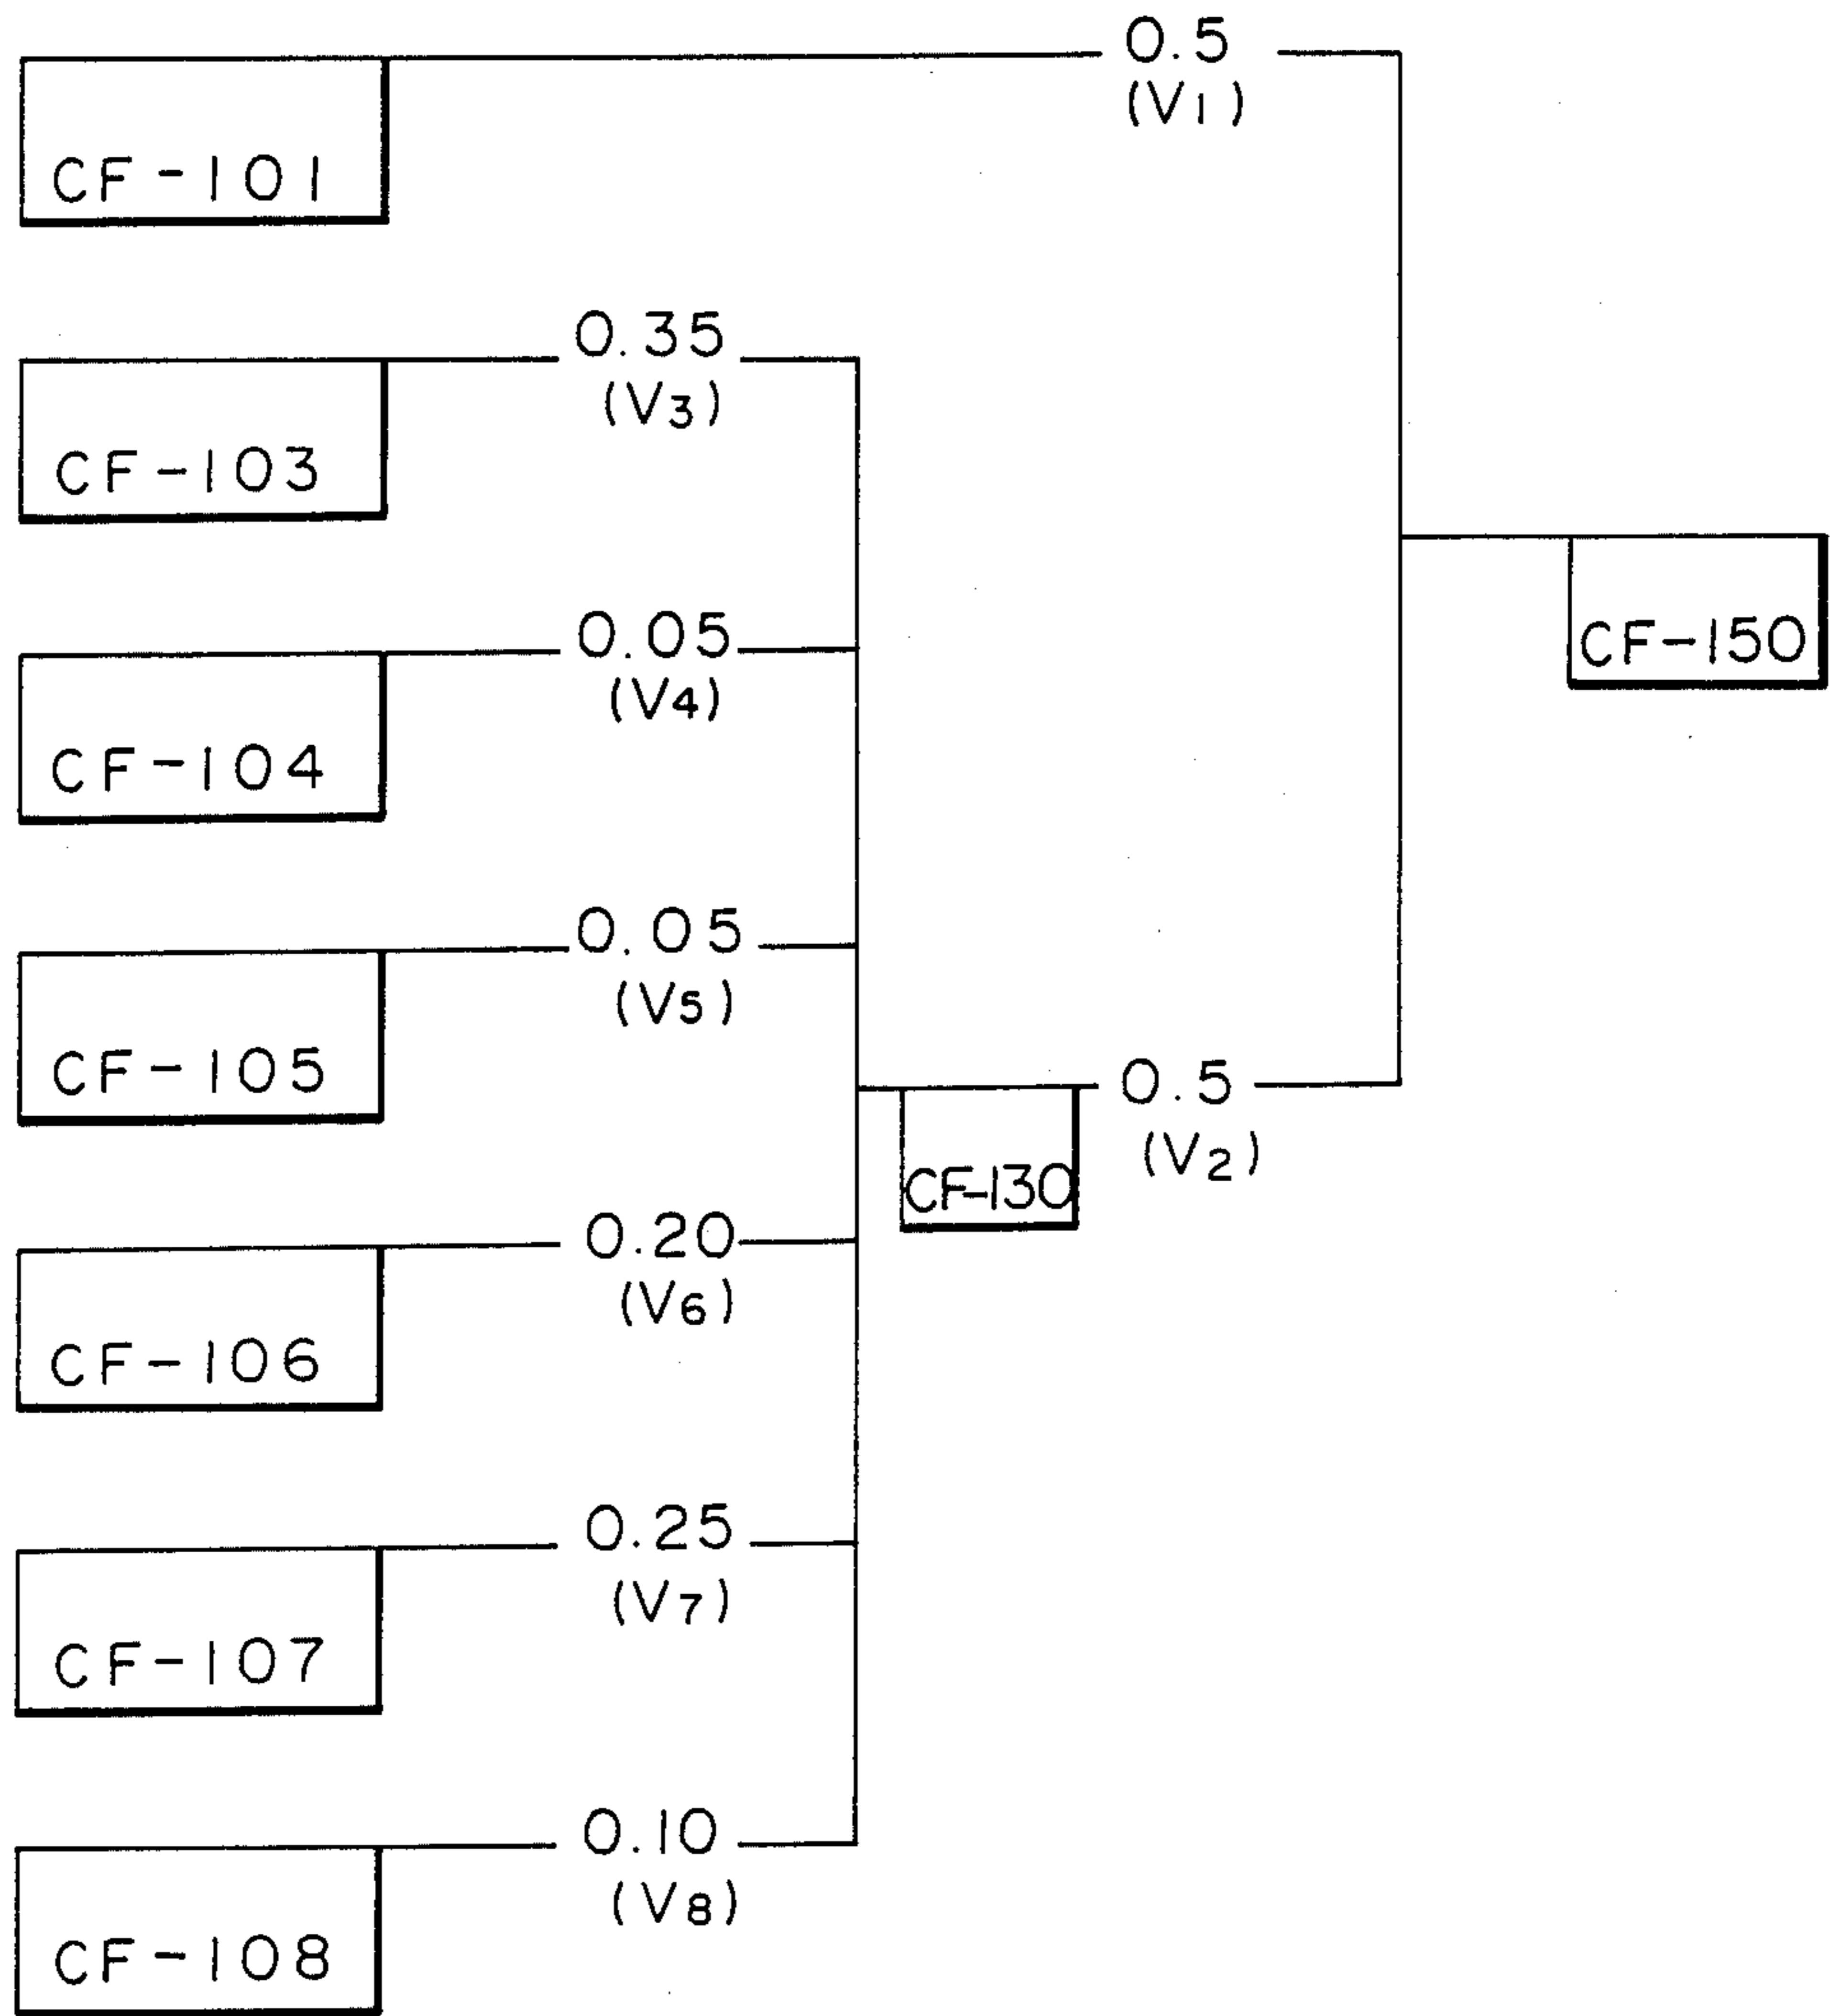 0.5
(V1)
CF-101
0.35
(V3)
CF-103
0.05
(V4)
CF-104
CF-150
0.05
(V5)
CF-105
0.5
(V2)
CF-130
0.20
(V6)
CF-106
0.25
(V7)
CF-107
0.10
(V8)
CF-108